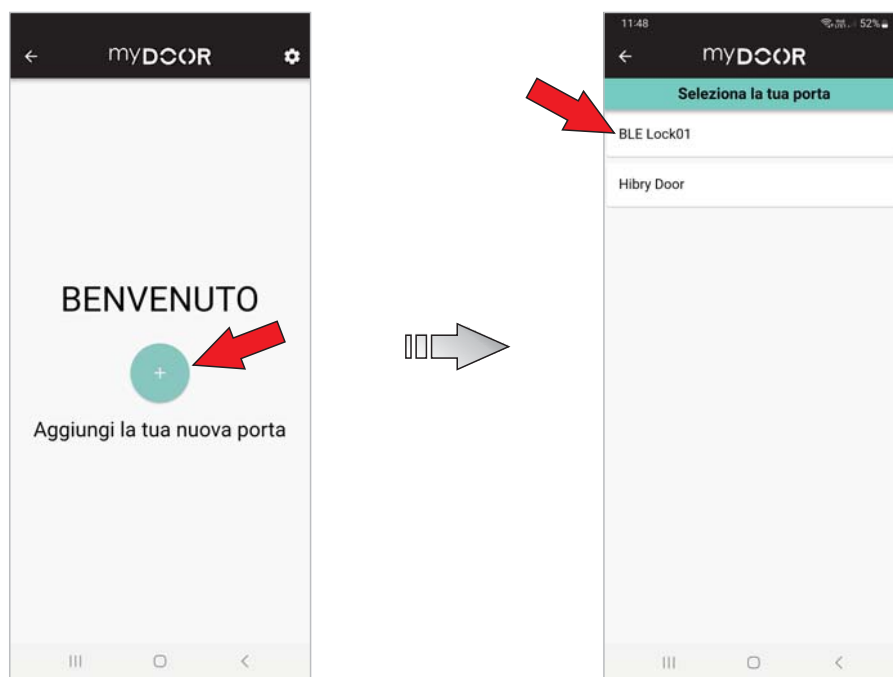 myDOOR
BENVENUTO
+
Aggiungi la tua nuova porta
11:48
52%
myDOOR
Seleziona la tua porta
BLE Lock01
Hibry Door